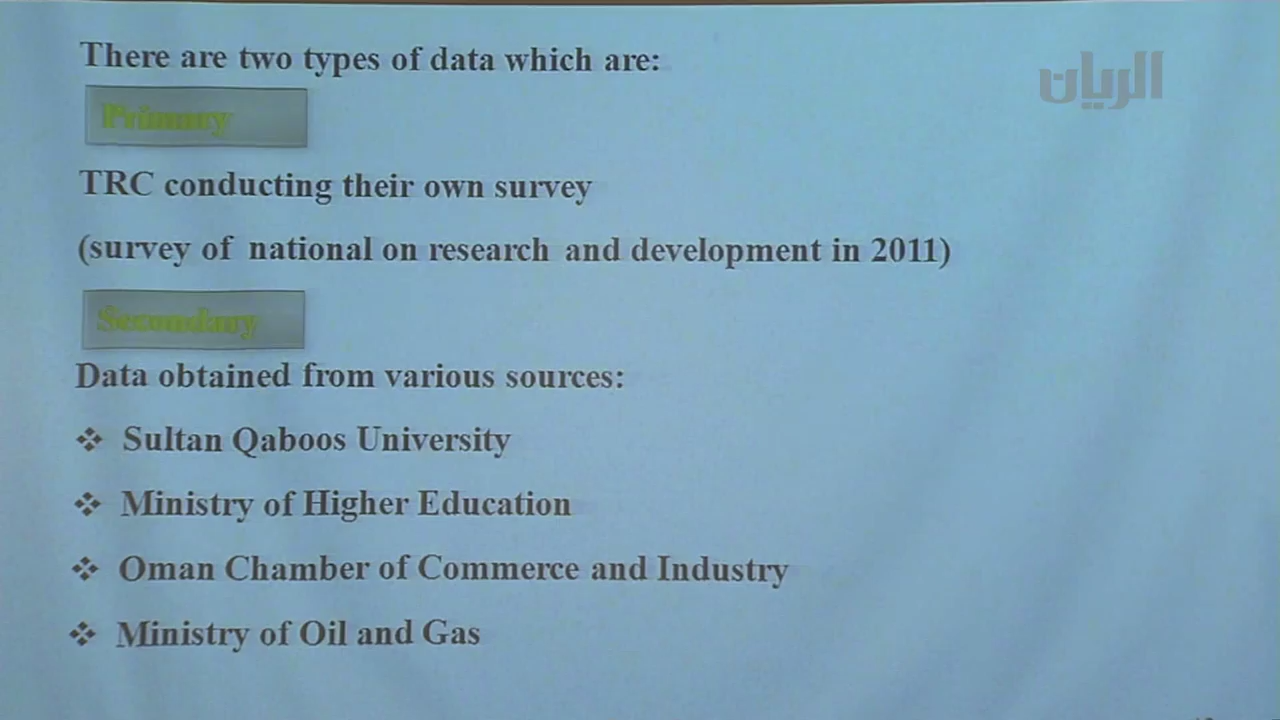 There are two types of data which are:
الريان
Primary
TRC conducting their own survey
(survey of national on research and development in 2011)
Secondary
Data obtained from various sources:
❖ Sultan Qaboos University
❖ Ministry of Higher Education
❖ Oman Chamber of Commerce and Industry
❖ Ministry of Oil and Gas